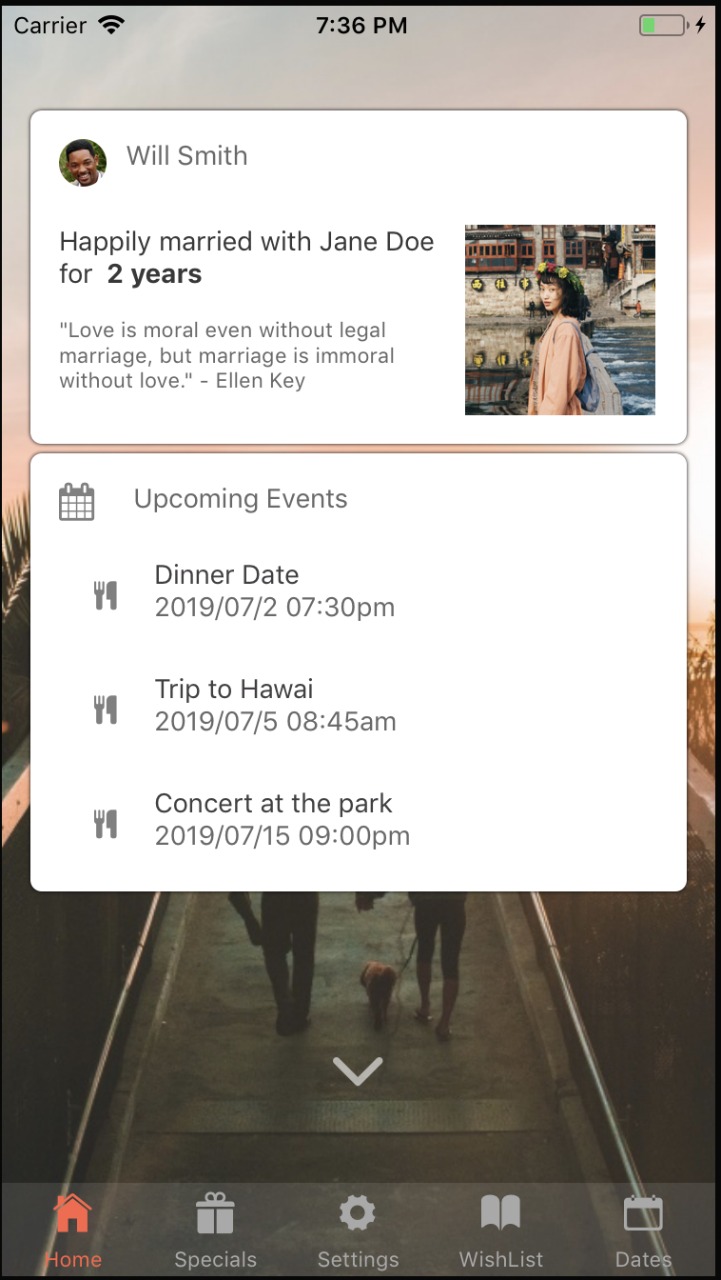 Carrier 7:36 PM
Will Smith
Happily married with Jane Doe
for 2 years
"Love is moral even without legal
marriage, but marriage is immoral
without love." - Ellen Key
Upcoming Events
Dinner Date
2019/07/2 07:30pm
Trip to Hawai
2019/07/5 08:45am
Concert at the park
2019/07/15 09:00pm
Home Specials Settings WishList Dates